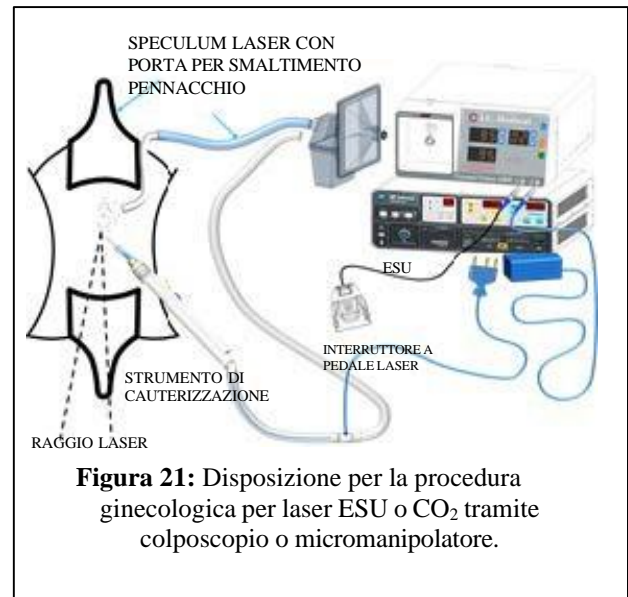 SPECULUM LASER CON
PORTA PER SMALTIMENTO
PENNACCHIO
ESU
INTERRUTTORE A
PEDALE LASER
STRUMENTO DI
CAUTERIZZAZIONE
RAGGIO LASER
Figura 21: Disposizione per la procedura
ginecologica per laser ESU o CO₂ tramite
colposcopio o micromanipolatore.